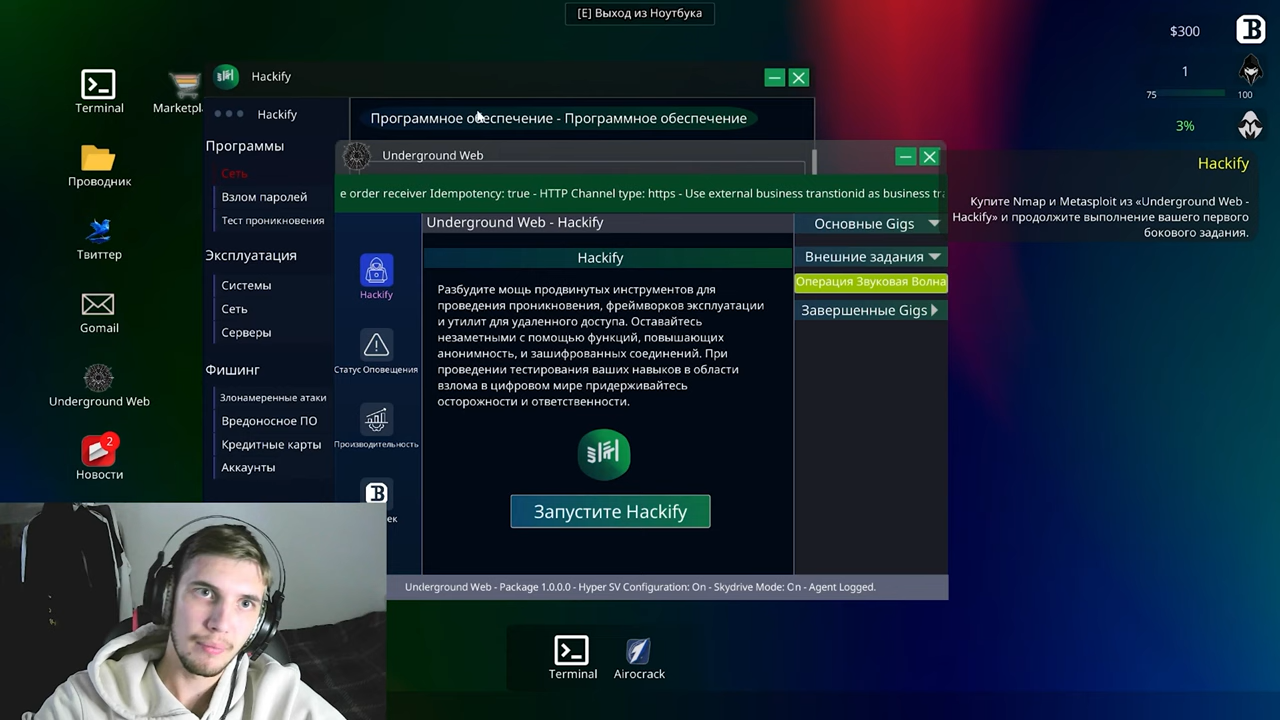 [E] Выход из Ноутбука
$300
1
75
100
3%
Hackify
Купите Nmap и Metasploit из «Underground Web -
Hackify» и продолжите выполнение вашего первого
бокового задания.
Terminal
Проводник
Твиттер
Gomail
Underground Web
2
Новости
Hackify
Hackify
Программы
Сеть
Взлом паролей
Тест проникновения
Эксплуатация
Системы
Сеть
Серверы
Фишинг
Злонамеренные атаки
Вредоносное ПО
Кредитные карты
Аккаунты
Программное обеспечение - Программное обеспечение
Underground Web
e order receiver Idempotency: true - HTTP Channel type: https - Use external business transtionid as business tra
Hackify
Статус Оповещения
Производительность
Underground Web - Hackify
Hackify
Разбудите мощь продвинутых инструментов для
проведения проникновения, фреймворков эксплуатации
и утилит для удаленного доступа. Оставайтесь
незаметными с помощью функций, повышающих
анонимность, и зашифрованных соединений. При
проведении тестирования ваших навыков в области
взлома в цифровом мире придерживайтесь
осторожности и ответственности.
Запустите Hackify
Основные Gigs
Внешние задания
Операция Звуковая Волна
Завершенные Gigs
Underground Web - Package 1.0.0.0 - Hyper SV Configuration: On - Skydrive Mode: On - Agent Logged.
Terminal
Airocrack